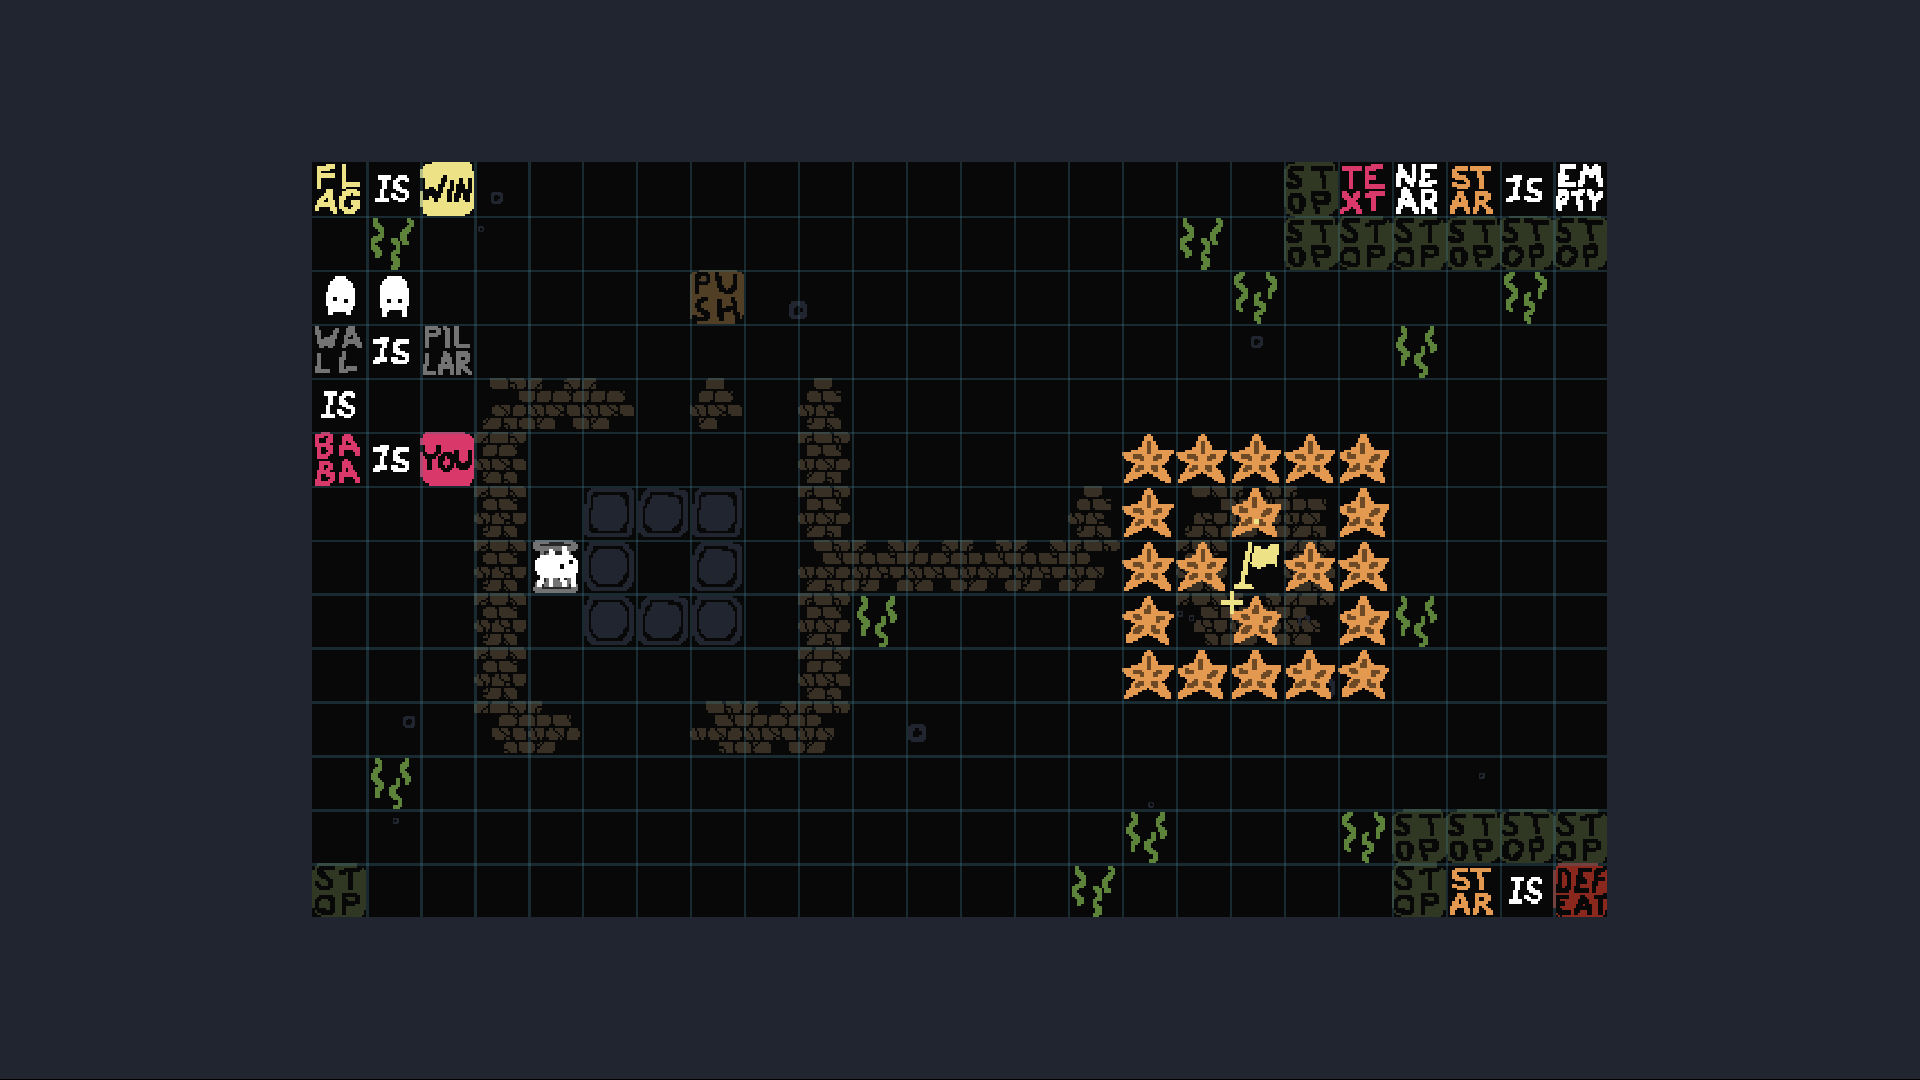 FLAG IS WIN STOP TEXT NEAR STAR IS EMPTY
STOP STOP STOP STOP STOP STOP
PUSH
WALL IS PILLAR
IS
BABA IS YOU
STOP STOP STOP STOP
STOP STOP STAR IS DEFEAT